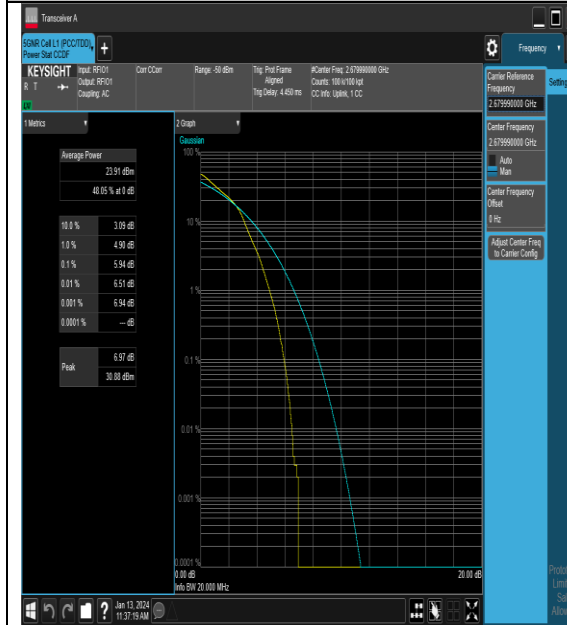 Transceiver A
5GNR Cell L1 (PCC/TDD)
Power Stat CCDF
KEYSIGHT
R T
LV
Input: RFIO1
Output: RFIO1
Coupling: AC
Corr CCorr
Range: -50 dBm
Trig: Prot Frame
Aligned
Trig Delay: 4.450 ms
#Center Freq: 2.679990000 GHz
Counts: 100 k/100 kpt
CC Info: Uplink, 1 CC
1 Metrics
Average Power
23.91 dBm
48.05 % at 0 dB
10.0 % 3.09 dB
1.0 % 4.90 dB
0.1 % 5.94 dB
0.01 % 6.51 dB
0.001 % 6.94 dB
0.0001 % --- dB
Peak 6.97 dB
30.88 dBm
2 Graph
Gaussian
100 %
10 %
1 %
0.1 %
0.01 %
0.001 %
0.0001 %
0.00 dB
20.00 dB
Info BW 20.000 MHz
Frequency
Carrier Reference
Frequency
2.679990000 GHz
Center Frequency
2.679990000 GHz
Auto
Man
Center Frequency
Offset
0 Hz
Adjust Center Freq
to Carrier Config
Setting
Jan 13, 2024
11:37:19 AM